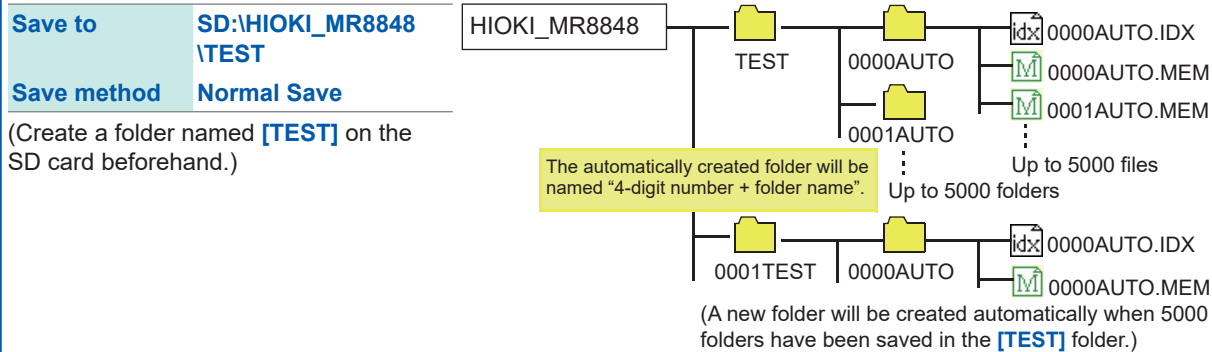 Save to SD:\HIOKI_MR8848
\TEST
Save method Normal Save
(Create a folder named [TEST] on the
SD card beforehand.)
HIOKI_MR8848
TEST
0000AUTO
idx 0000AUTO.IDX
M 0000AUTO.MEM
M 0001AUTO.MEM
0001AUTO
Up to 5000 files
The automatically created folder will be
named “4-digit number + folder name”.
Up to 5000 folders
0001TEST
0000AUTO
idx 0000AUTO.IDX
M 0000AUTO.MEM
(A new folder will be created automatically when 5000
folders have been saved in the [TEST] folder.)